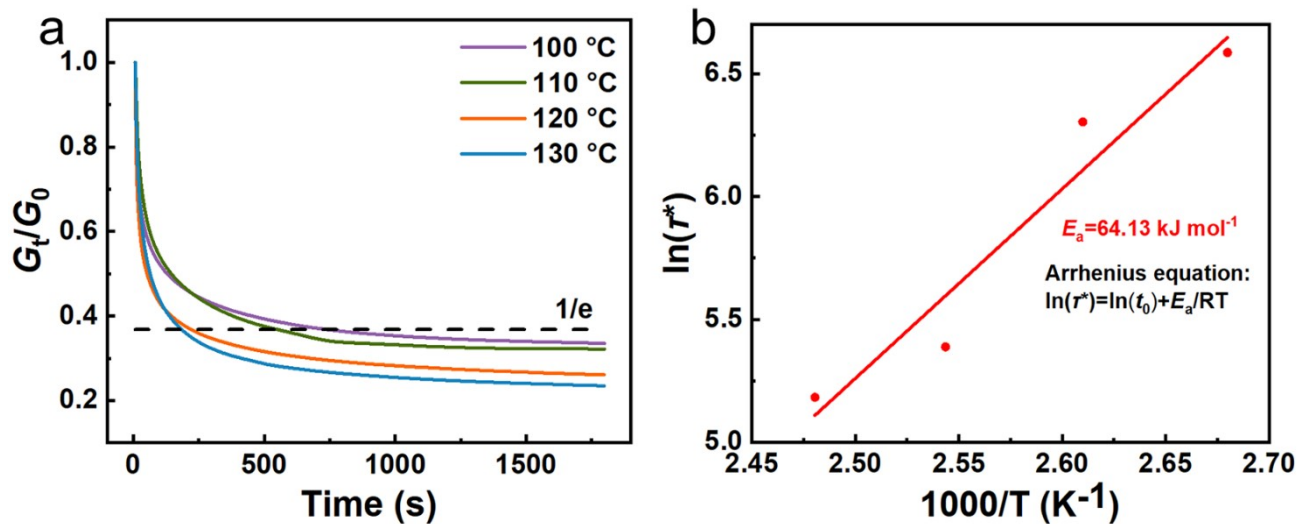 a
1.0
0.8
0.6
0.4
0.2
Gt/G0
100 °C
110 °C
120 °C
130 °C
1/e
0
500
1000
1500
Time (s)
b
6.5
6.0
5.5
5.0
ln(τ*)
Ea=64.13 kJ mol-1
Arrhenius equation:
ln(τ*)=ln(t0)+Ea/RT
2.45
2.50
2.55
2.60
2.65
2.70
1000/T (K-1)